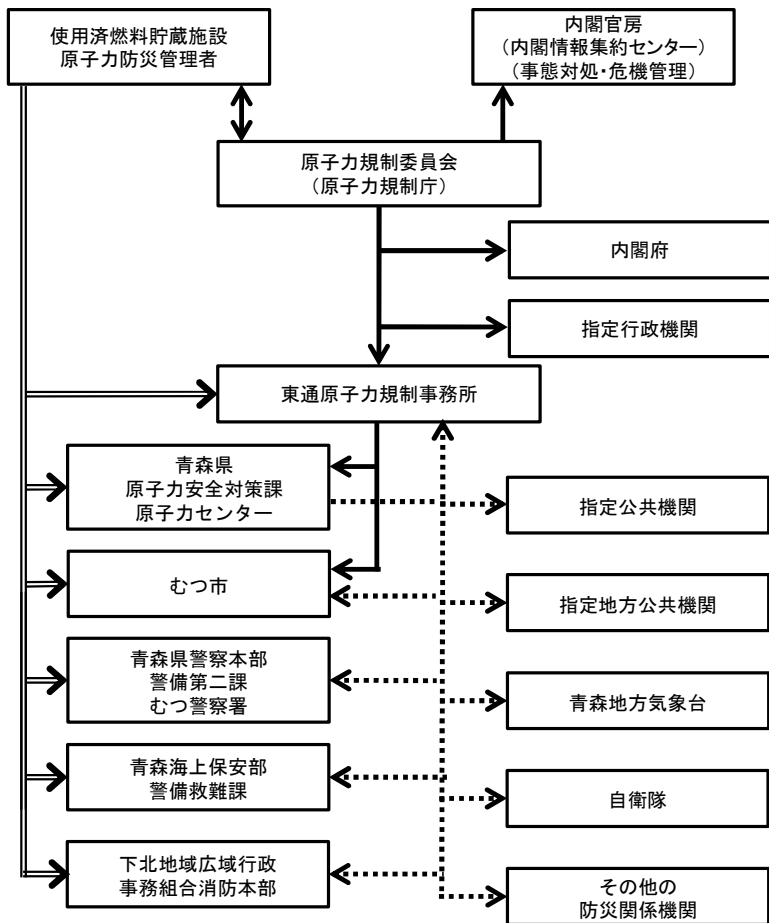 使用済燃料貯蔵施設
原子力防災管理者
内閣官房
（内閣情報集約センター）
（事態対処・危機管理）
原子力規制委員会
（原子力規制庁）
内閣府
指定行政機関
東通原子力規制事務所
青森県
原子力安全対策課
原子力センター
指定公共機関
むつ市
指定地方公共機関
青森県警察本部
警備第二課
むつ警察署
青森地方気象台
青森海上保安部
警備救難課
自衛隊
下北地域広域行政
事務組合消防本部
その他の
防災関係機関